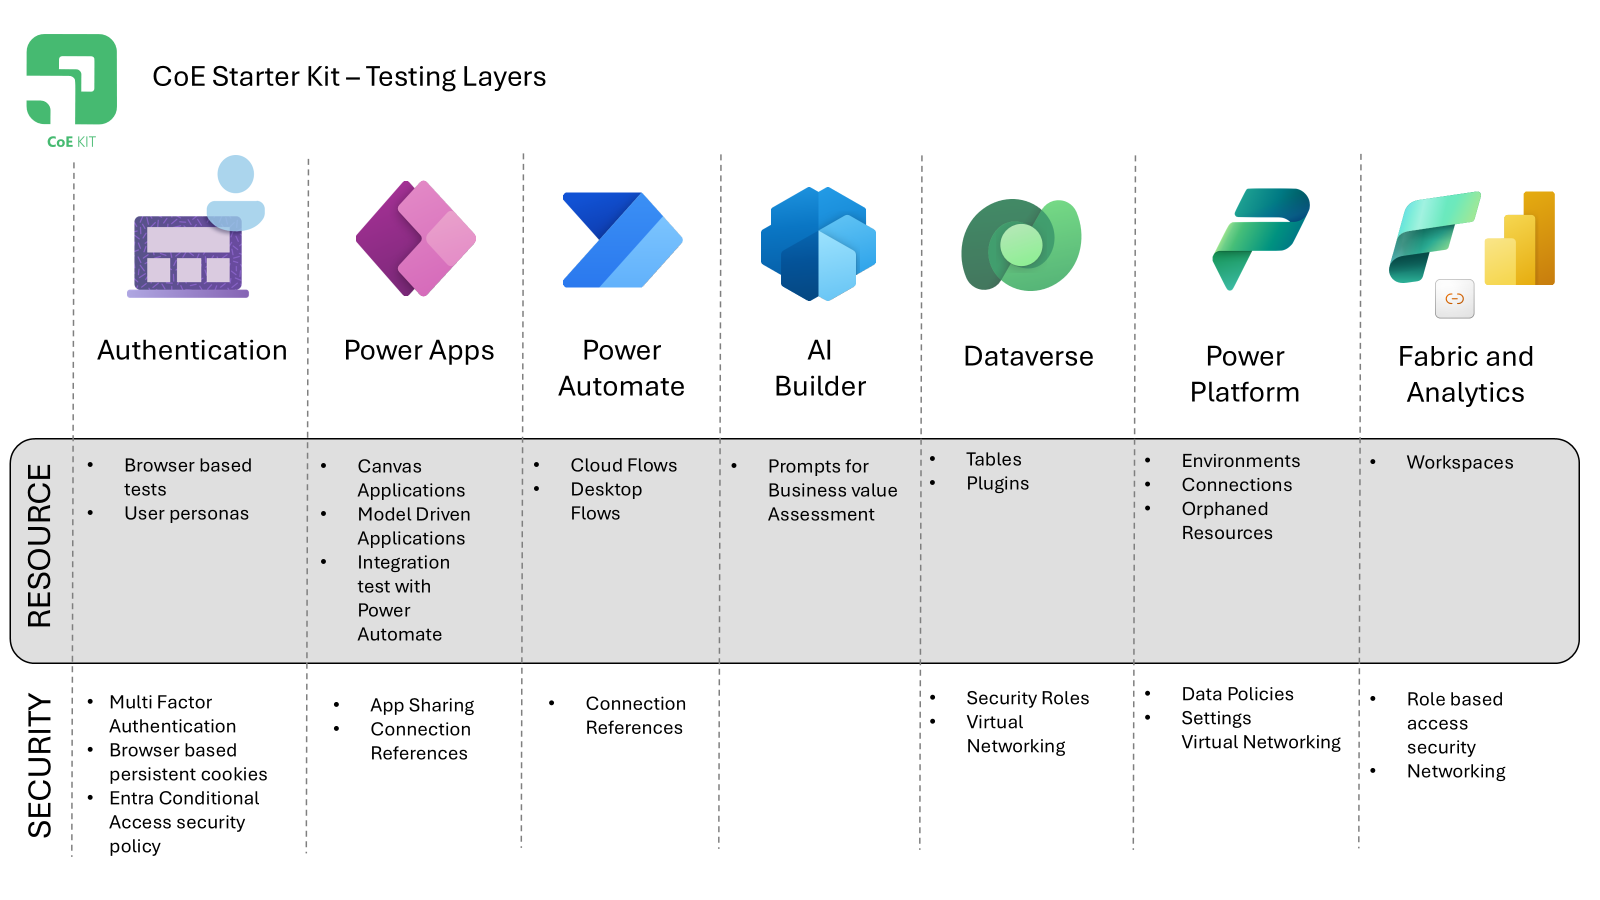 CoE Starter Kit – Testing Layers
CoE KIT
Authentication
Power Apps
Power
Automate
AI
Builder
Dataverse
Power
Platform
Fabric and
Analytics
RESOURCE
• Browser based
tests
• User personas
• Canvas
Applications
• Model Driven
Applications
• Integration
test with
Power
Automate
• Cloud Flows
• Desktop
Flows
• Prompts for
Business value
Assessment
• Tables
• Plugins
• Environments
• Connections
• Orphaned
Resources
• Workspaces
SECURITY
• Multi Factor
Authentication
• Browser based
persistent cookies
• Entra Conditional
Access security
policy
• App Sharing
• Connection
References
• Connection
References
• Security Roles
• Virtual
Networking
• Data Policies
• Settings
Virtual Networking
• Role based
access
security
• Networking